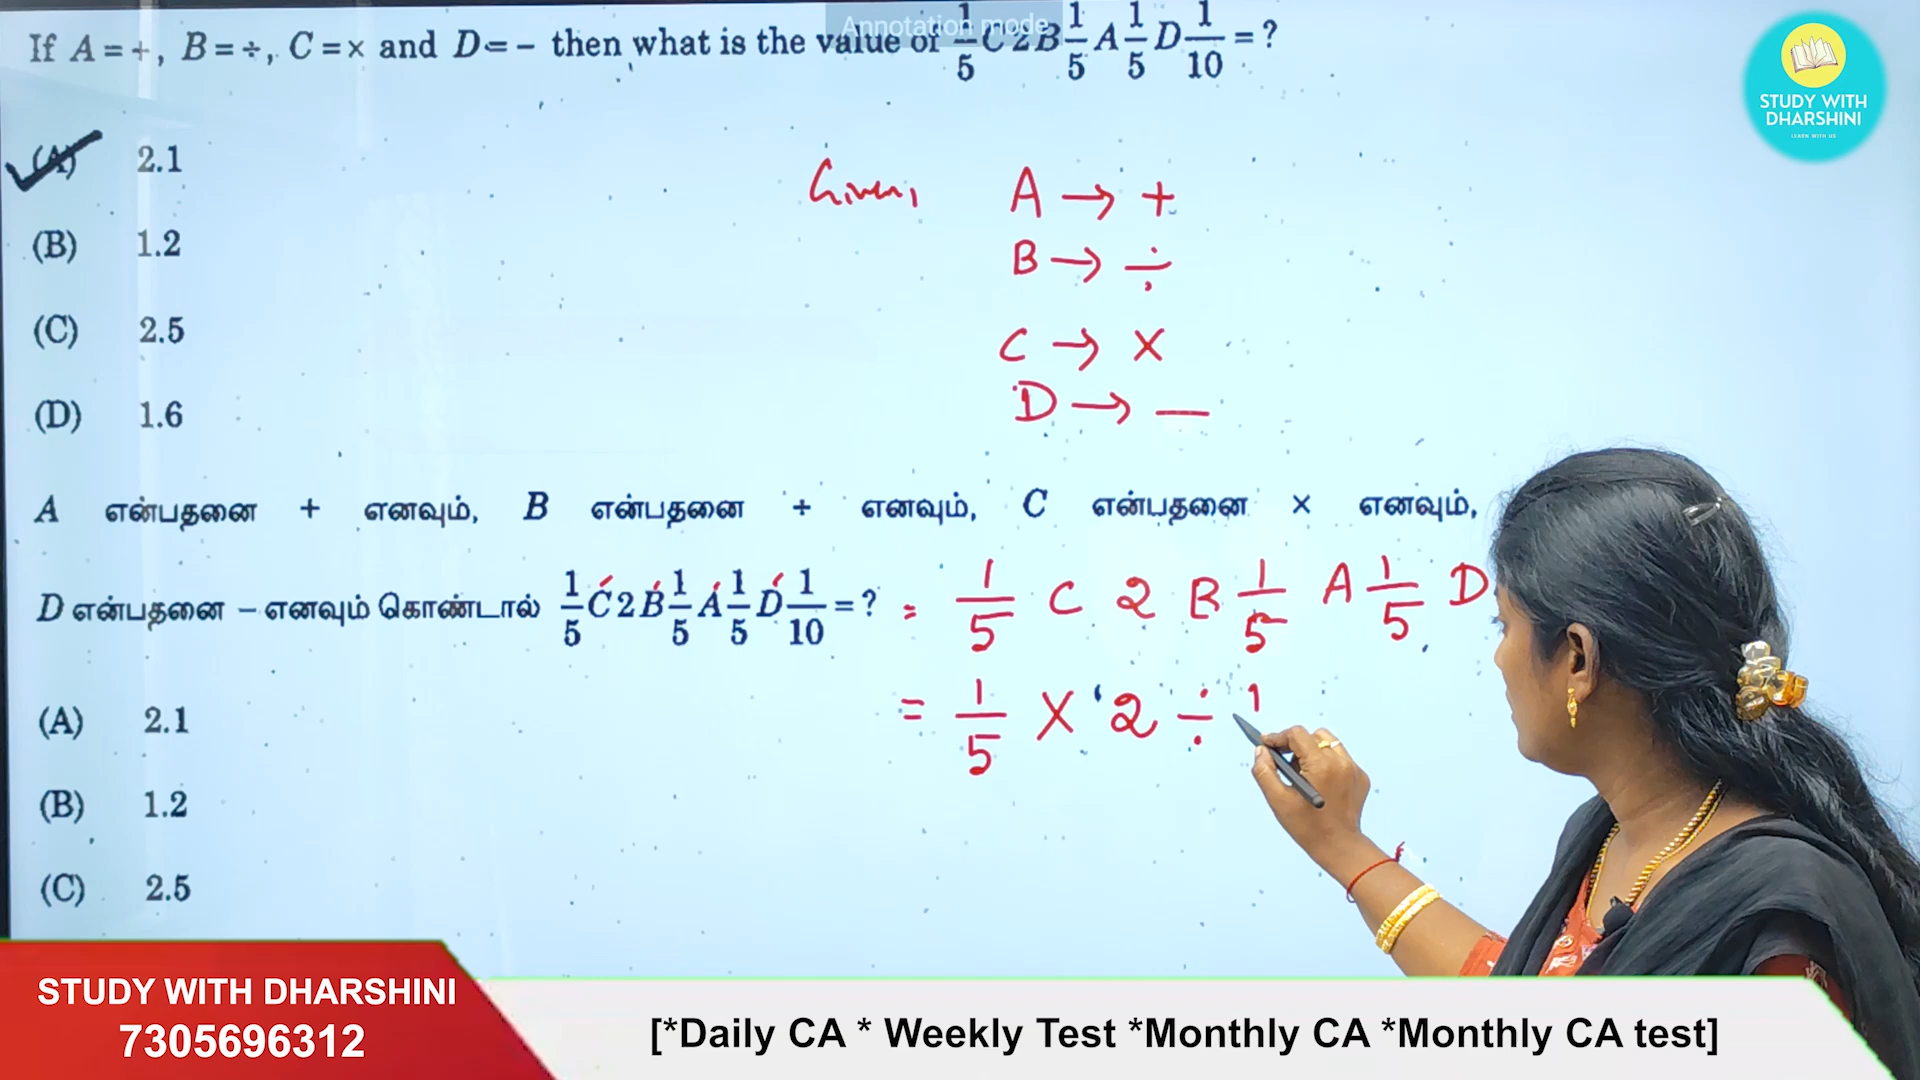 Annotation mode
If A = +, B = ÷, C = × and D = − then what is the value of 1/5 C 2 B 1/5 A 1/5 D 1/10 = ?
(A) 2.1
(B) 1.2
(C) 2.5
(D) 1.6
Given,
A → +
B → ÷
C → ×
D → −
A என்பதனை + எனவும், B என்பதனை ÷ எனவும், C என்பதனை × எனவும்,
D என்பதனை − எனவும் கொண்டால் 1/5 C 2 B 1/5 A 1/5 D 1/10 = ?
= 1/5 C 2 B 1/5 A 1/5 D
= 1/5 × 2 ÷ 1
(A) 2.1
(B) 1.2
(C) 2.5
STUDY WITH
DHARSHINI
LEARN WITH US
STUDY WITH DHARSHINI
7305696312
[*Daily CA * Weekly Test *Monthly CA *Monthly CA test]